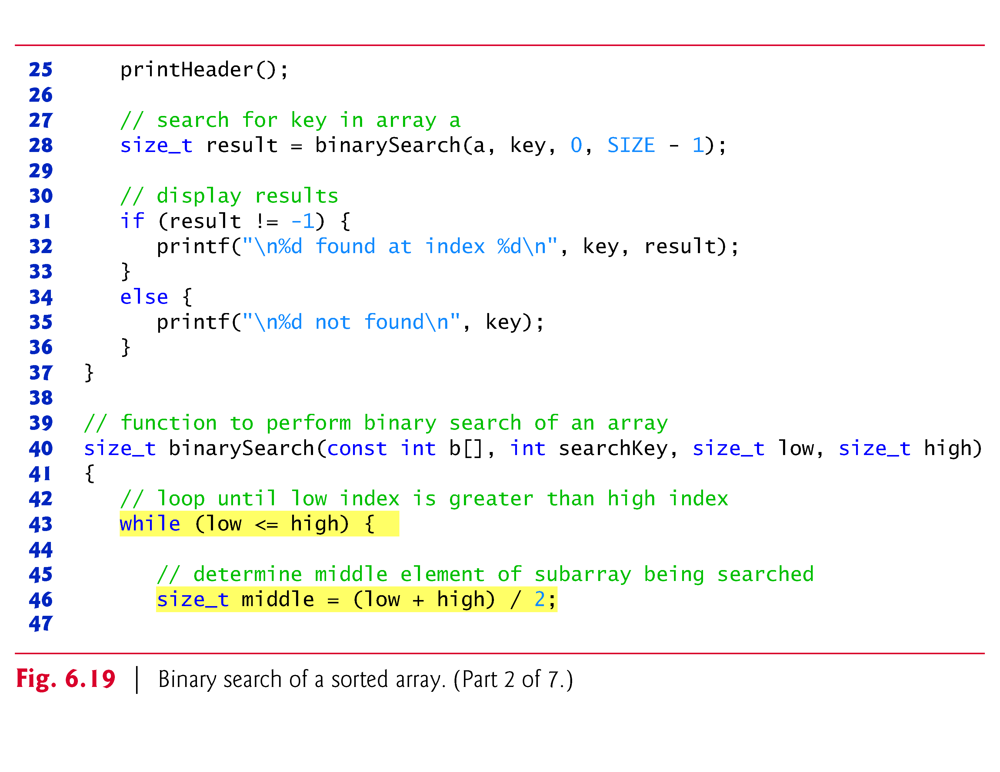 25 printHeader();
26
27 // search for key in array a
28 size_t result = binarySearch(a, key, 0, SIZE - 1);
29
30 // display results
31 if (result != -1) {
32 printf("\n%d found at index %d\n", key, result);
33 }
34 else {
35 printf("\n%d not found\n", key);
36 }
37 }
38
39 // function to perform binary search of an array
40 size_t binarySearch(const int b[], int searchKey, size_t low, size_t high)
41 {
42 // loop until low index is greater than high index
43 while (low <= high) {
44
45 // determine middle element of subarray being searched
46 size_t middle = (low + high) / 2;
47
Fig. 6.19 | Binary search of a sorted array. (Part 2 of 7.)